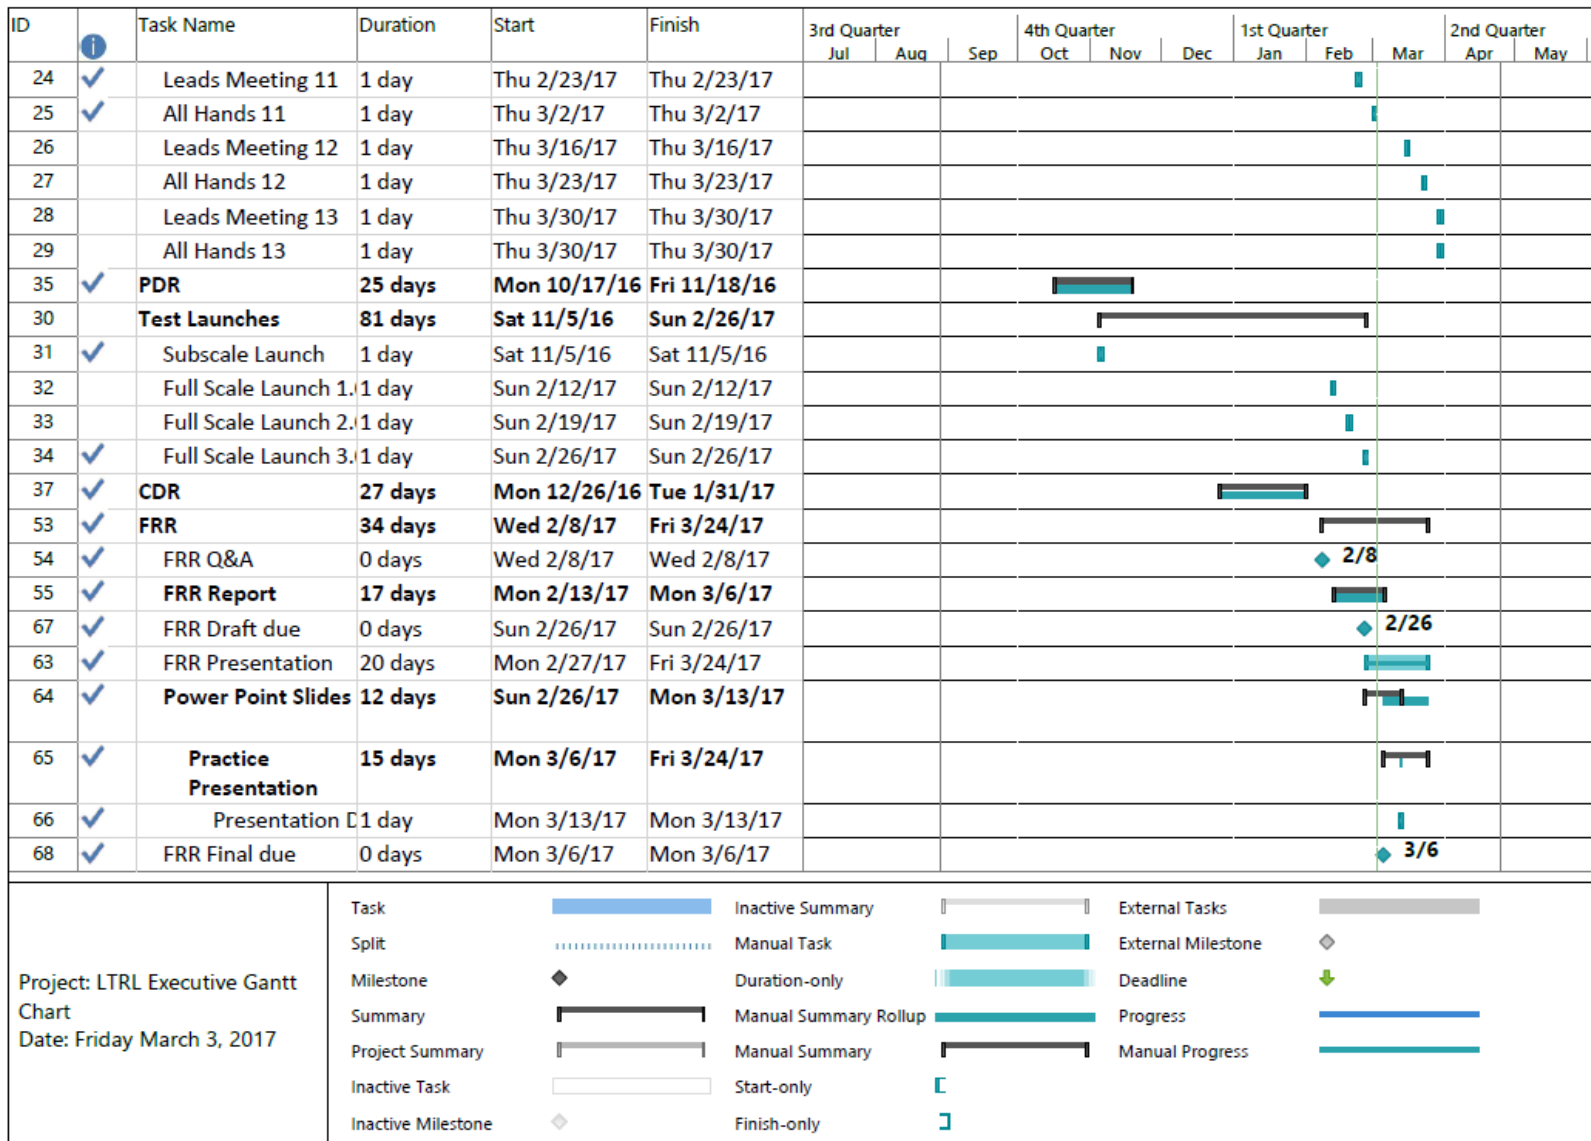 ID Task Name Duration Start Finish 3rd Quarter 4th Quarter 1st Quarter 2nd Quarter
Jul Aug Sep Oct Nov Dec Jan Feb Mar Apr May
24 Leads Meeting 11 1 day Thu 2/23/17 Thu 2/23/17
25 All Hands 11 1 day Thu 3/2/17 Thu 3/2/17
26 Leads Meeting 12 1 day Thu 3/16/17 Thu 3/16/17
27 All Hands 12 1 day Thu 3/23/17 Thu 3/23/17
28 Leads Meeting 13 1 day Thu 3/30/17 Thu 3/30/17
29 All Hands 13 1 day Thu 3/30/17 Thu 3/30/17
35 PDR 25 days Mon 10/17/16 Fri 11/18/16
30 Test Launches 81 days Sat 11/5/16 Sun 2/26/17
31 Subscale Launch 1 day Sat 11/5/16 Sat 11/5/16
32 Full Scale Launch 1. 1 day Sun 2/12/17 Sun 2/12/17
33 Full Scale Launch 2. 1 day Sun 2/19/17 Sun 2/19/17
34 Full Scale Launch 3. 1 day Sun 2/26/17 Sun 2/26/17
37 CDR 27 days Mon 12/26/16 Tue 1/31/17
53 FRR 34 days Wed 2/8/17 Fri 3/24/17
54 FRR Q&A 0 days Wed 2/8/17 Wed 2/8/17 2/8
55 FRR Report 17 days Mon 2/13/17 Mon 3/6/17
67 FRR Draft due 0 days Sun 2/26/17 Sun 2/26/17 2/26
63 FRR Presentation 20 days Mon 2/27/17 Fri 3/24/17
64 Power Point Slides 12 days Sun 2/26/17 Mon 3/13/17
65 Practice 15 days Mon 3/6/17 Fri 3/24/17
Presentation
66 Presentation D 1 day Mon 3/13/17 Mon 3/13/17
68 FRR Final due 0 days Mon 3/6/17 Mon 3/6/17 3/6
Project: LTRL Executive Gantt
Chart
Date: Friday March 3, 2017
Task Inactive Summary External Tasks
Split Manual Task External Milestone
Milestone Duration-only Deadline
Summary Manual Summary Rollup Progress
Project Summary Manual Summary Manual Progress
Inactive Task Start-only
Inactive Milestone Finish-only